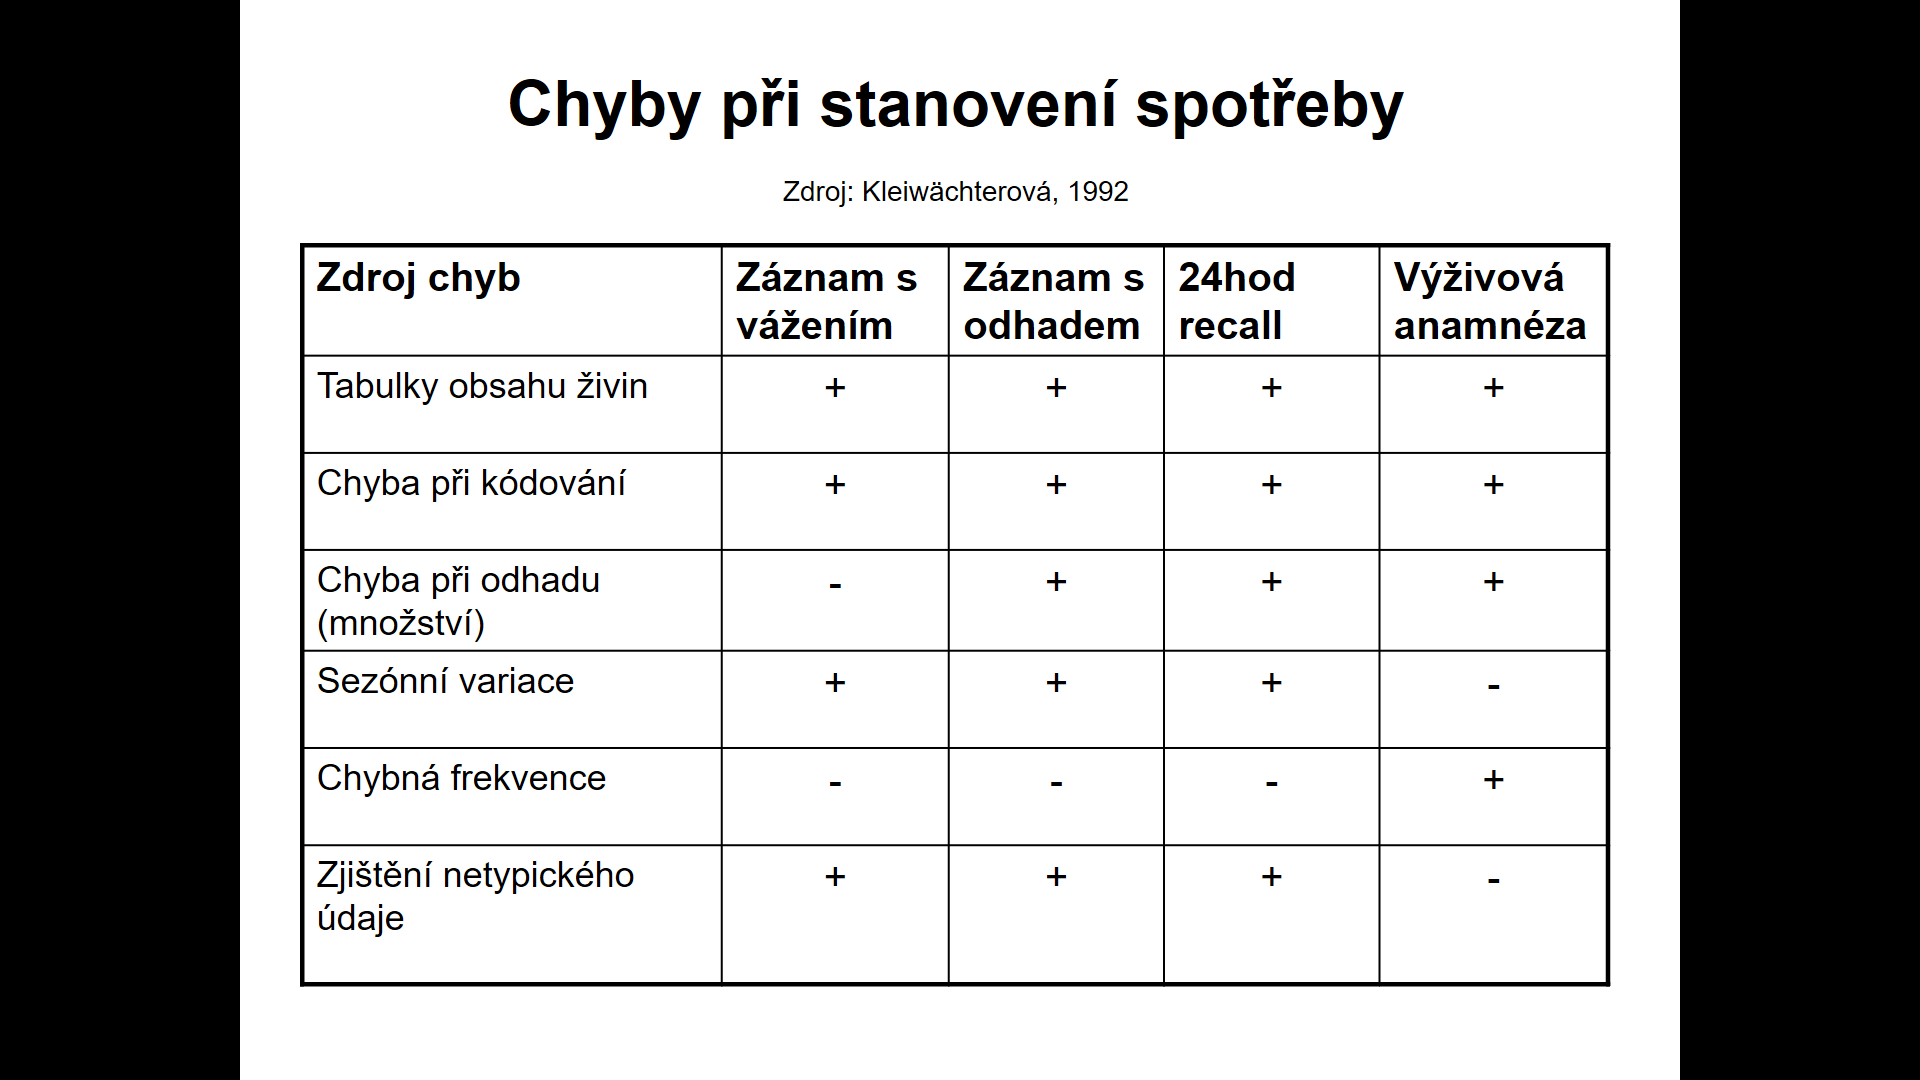 Chyby při stanovení spotřeby
Zdroj: Kleiwächterová, 1992
Zdroj chyb
Záznam s
vážením
Záznam s
odhadem
24hod
recall
Výživová
anamnéza
Tabulky obsahu živin
+
+
+
+
Chyba při kódování
+
+
+
+
Chyba při odhadu
(množství)
-
+
+
+
Sezónní variace
+
+
+
-
Chybná frekvence
-
-
-
+
Zjištění netypického
údaje
+
+
+
-